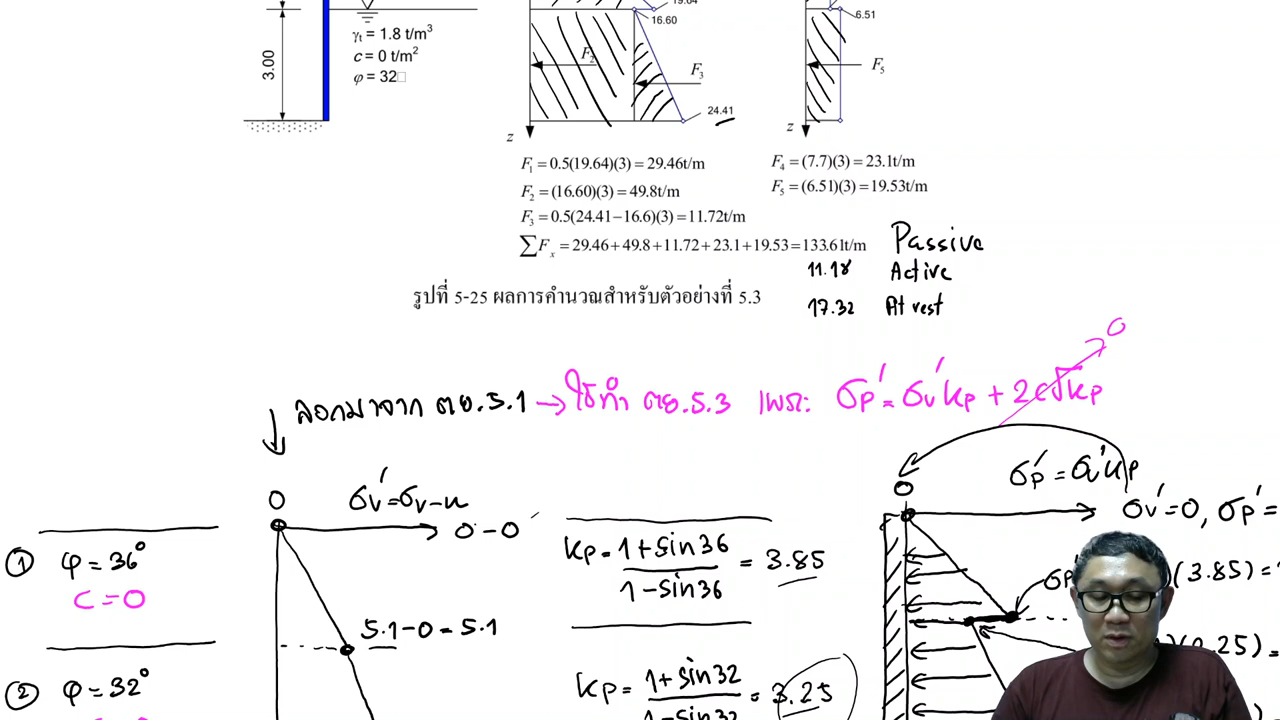 19.64
16.60
6.51
3.00
γt = 1.8 t/m³
c = 0 t/m²
φ = 32□
F2
F3
F5
24.41
z
z
F1 = 0.5(19.64)(3) = 29.46t/m
F2 = (16.60)(3) = 49.8t/m
F3 = 0.5(24.41−16.6)(3) = 11.72t/m
∑Fx = 29.46+49.8+11.72+23.1+19.53 = 133.61t/m
F4 = (7.7)(3) = 23.1t/m
F5 = (6.51)(3) = 19.53t/m
Passive
11.18 Active
17.32 At rest
รูปที่ 5-25 ผลการคำนวณสำหรับตัวอย่างที่ 5.3
ลอกมาจาก ตย.5.1 → ใช้ทำ ตย.5.3 เพราะ σp' = σv'kp + 2c√kp
0
0
σv' = σv−u
0−0
① φ = 36°
c = 0
5.1−0 = 5.1
② φ = 32°
kp = 1+sin36 / 1−sin36 = 3.85
kp = 1+sin32 / 1−sin32 = 3.25
0
σp' = σv'kp
σv' = 0, σp' =
(3.85) =